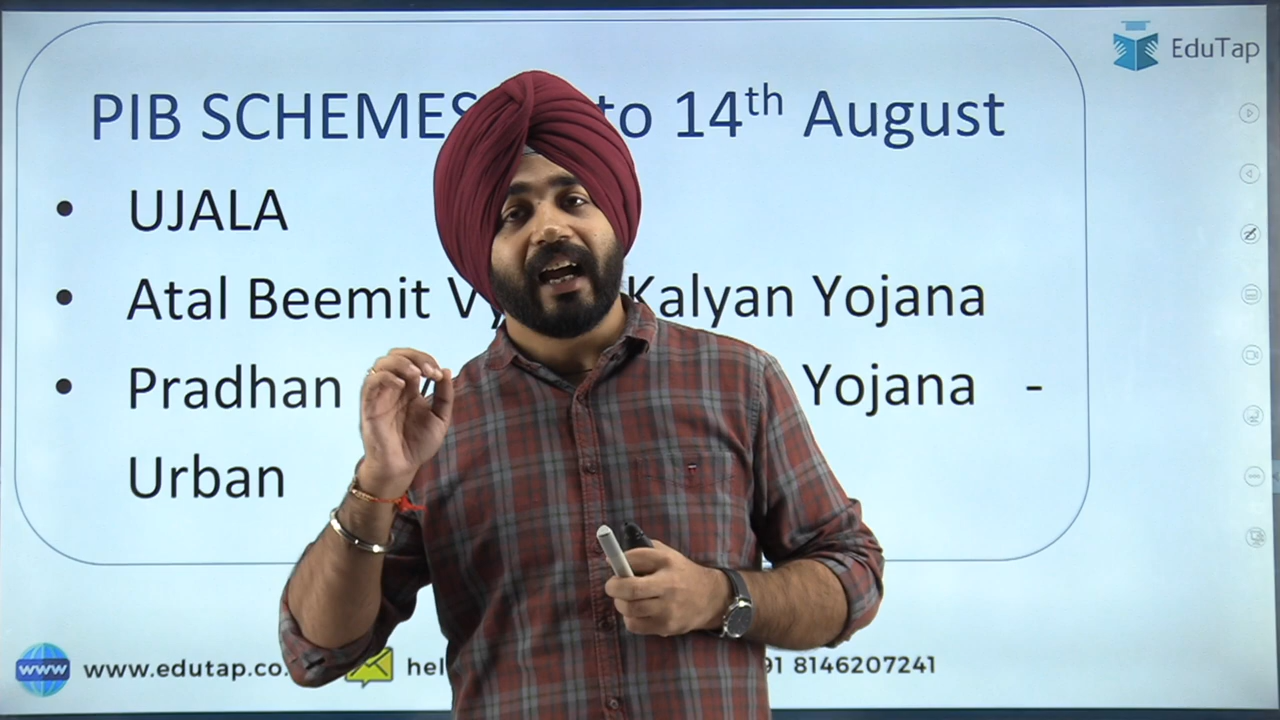 EduTap
PIB SCHEMES to 14th August
• UJALA
• Atal Beemit Kalyan Yojana
• Pradhan Yojana -
Urban
www www.edutap.co. hel 91 8146207241